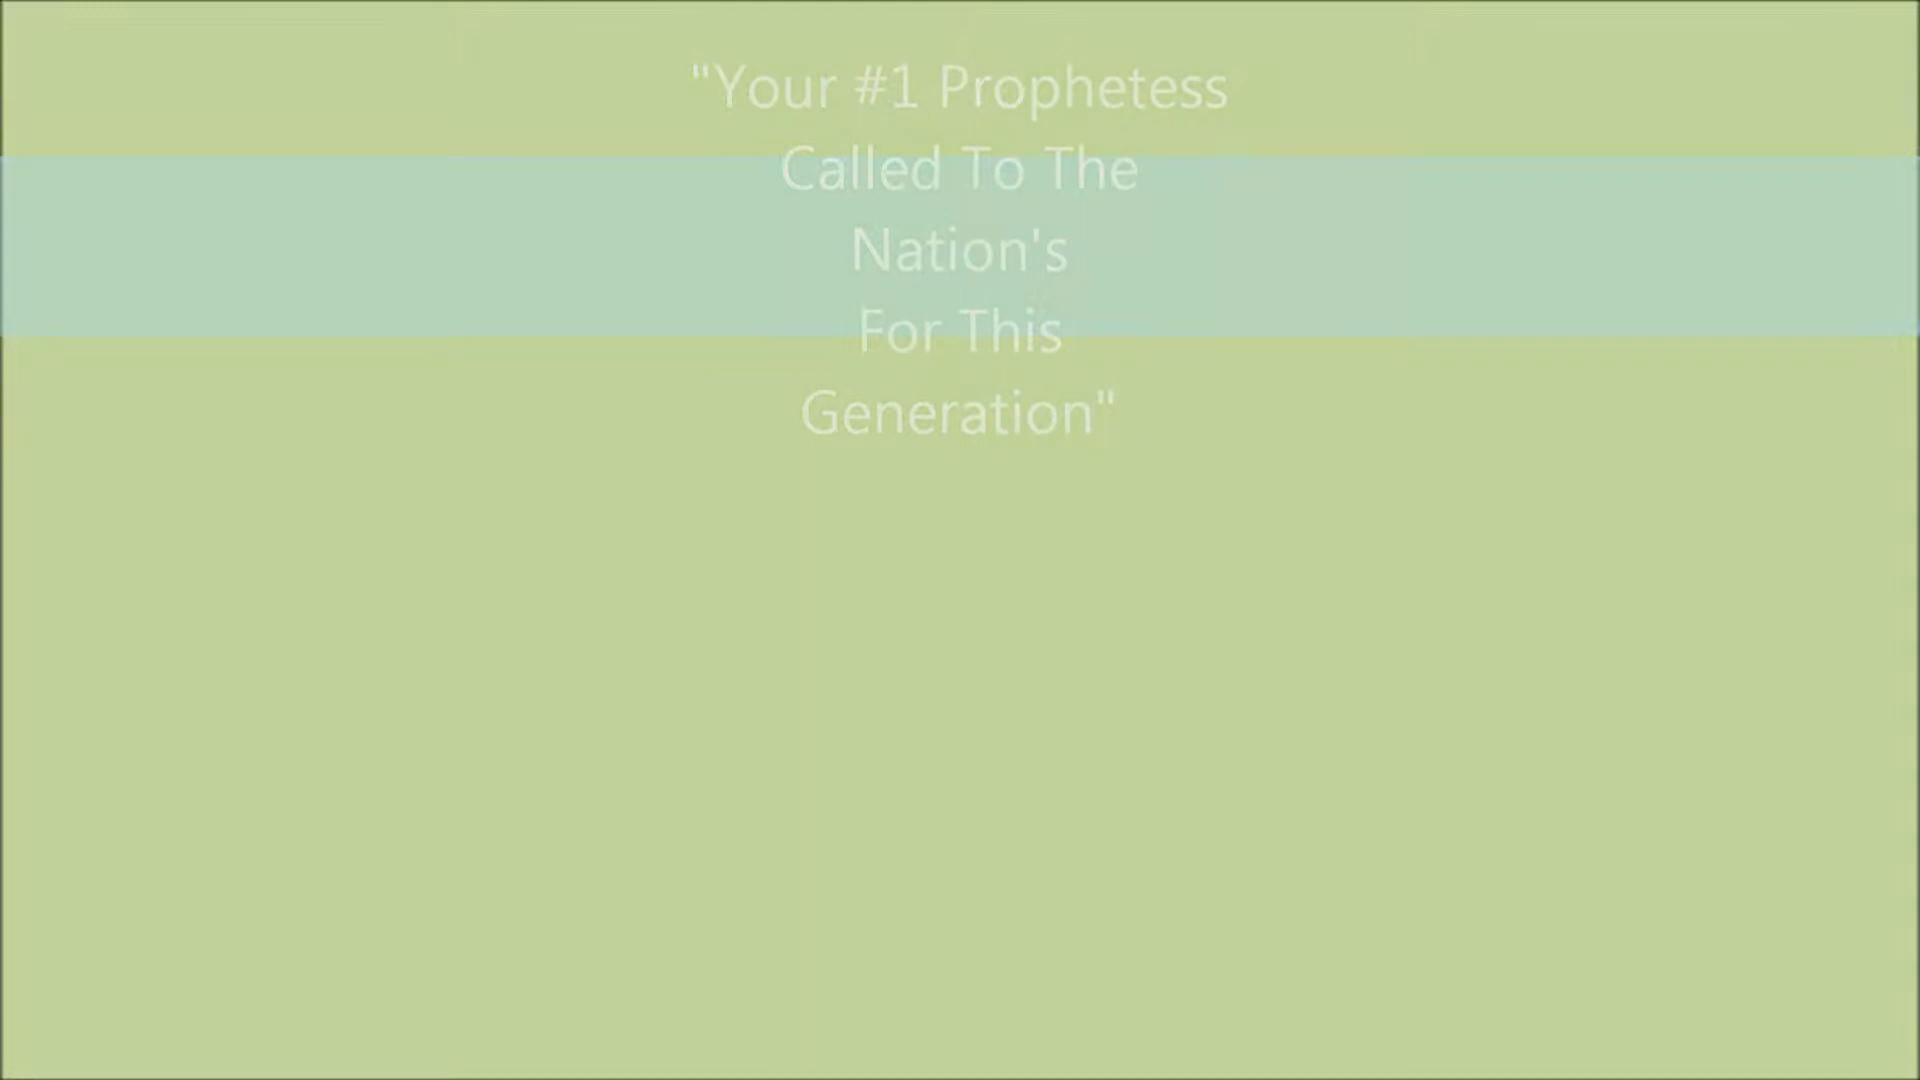 "Your #1 Prophetess
Called To The
Nation's
For This
Generation"